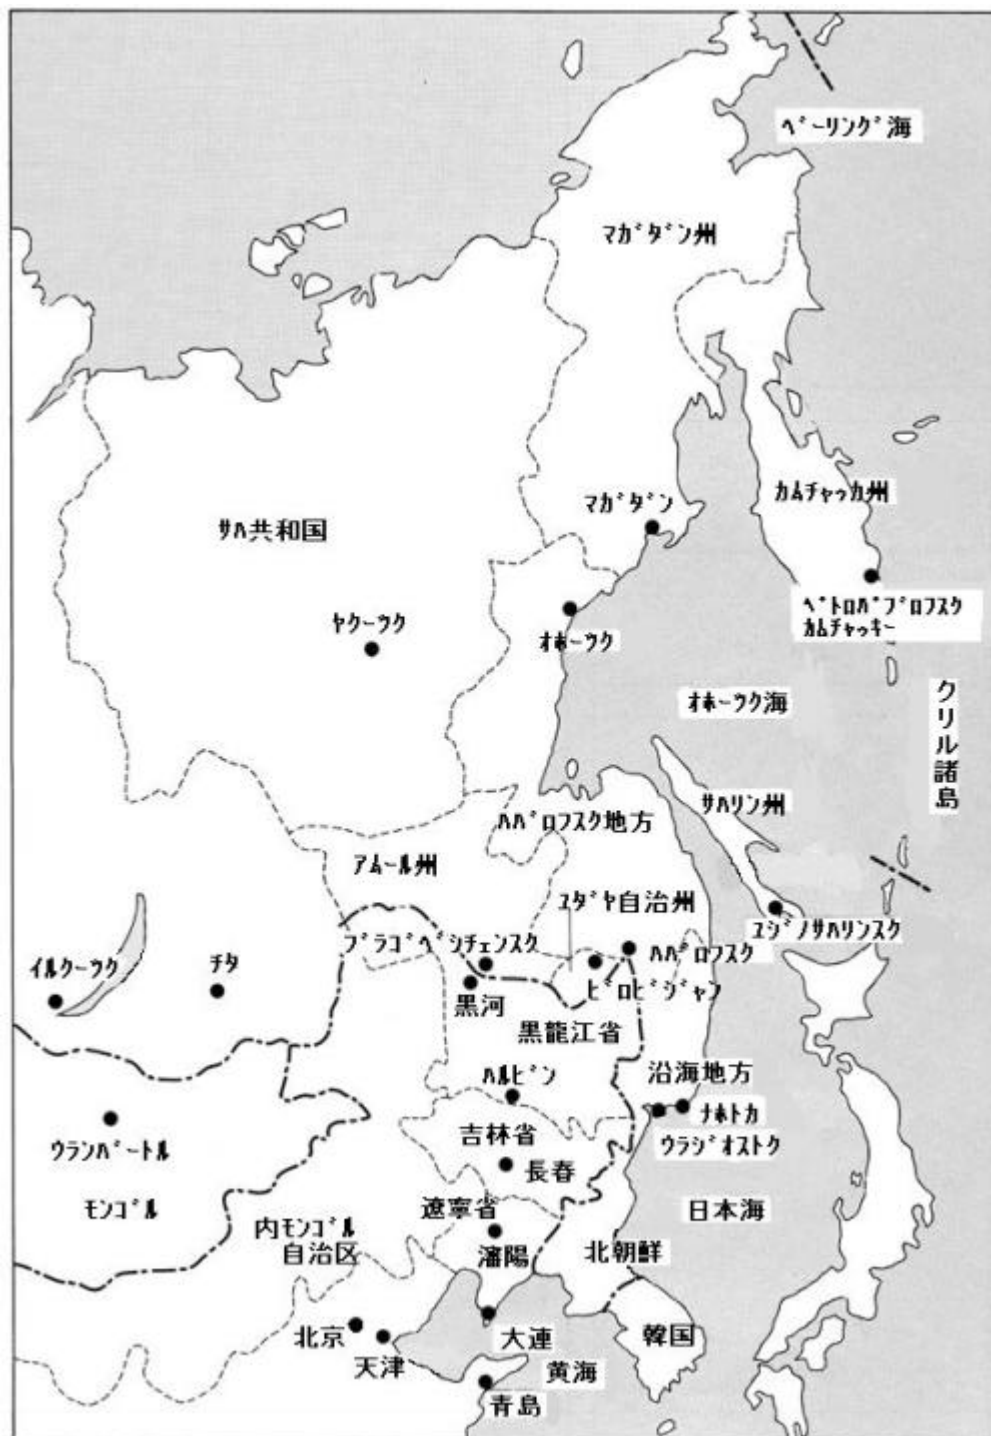 ﾍﾞｰﾘﾝｸﾞ海
ﾏｶﾞﾀﾞﾝ州
ｶﾑﾁｬｯｶ州
ﾏｶﾞﾀﾞﾝ
ｻﾊ共和国
ﾍﾟﾄﾛﾊﾟﾌﾞﾛﾌｽｸ
ｶﾑﾁｬｯｷｰ
ﾔｸｰﾂｸ
ｵﾎｰﾂｸ
ｵﾎｰﾂｸ海
クリル諸島
ｻﾊﾘﾝ州
ﾊﾊﾞﾛﾌｽｸ地方
ｱﾑｰﾙ州
ﾕﾀﾞﾔ自治州
ﾕｼﾞﾉｻﾊﾘﾝｽｸ
ﾌﾞﾗｺﾞﾍﾞｼﾁｪﾝｽｸ
ﾊﾊﾞﾛﾌｽｸ
ｲﾙｸｰﾂｸ
ﾁﾀ
ﾋﾞﾛﾋﾞｼﾞｬﾝ
黒河
黒龍江省
ﾊﾙﾋﾞﾝ
沿海地方
ﾅﾎﾄｶ
ｳﾗｼﾞｵｽﾄｸ
ｳﾗﾝﾊﾞｰﾄﾙ
吉林省
長春
ﾓﾝｺﾞﾙ
遼寧省
日本海
内ﾓﾝｺﾞﾙ
自治区
瀋陽
北朝鮮
北京
天津
大連
韓国
黄海
青島